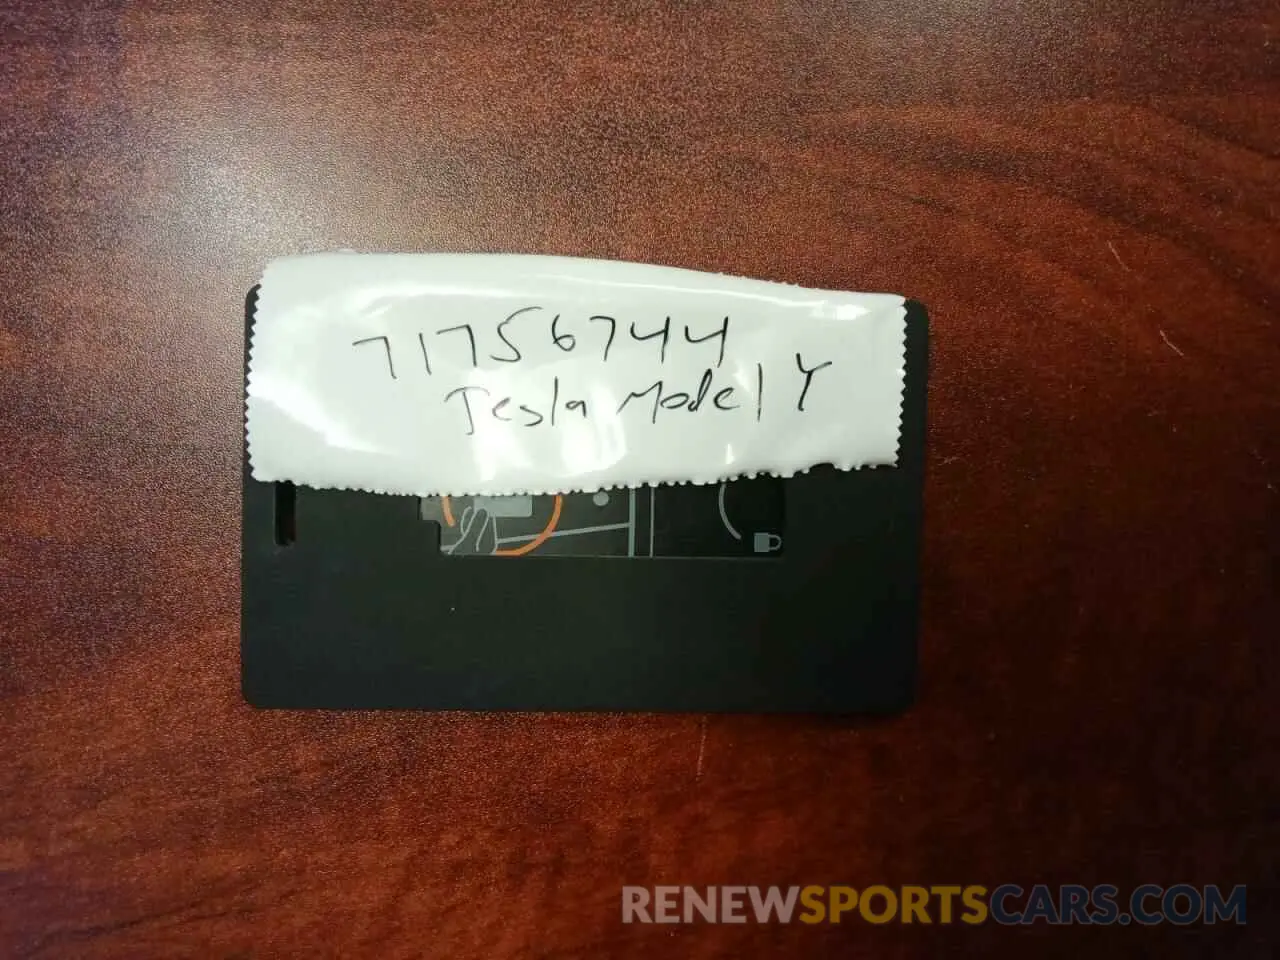 71756744
Tesla Model Y
RENEWSPORTSCARS.COM